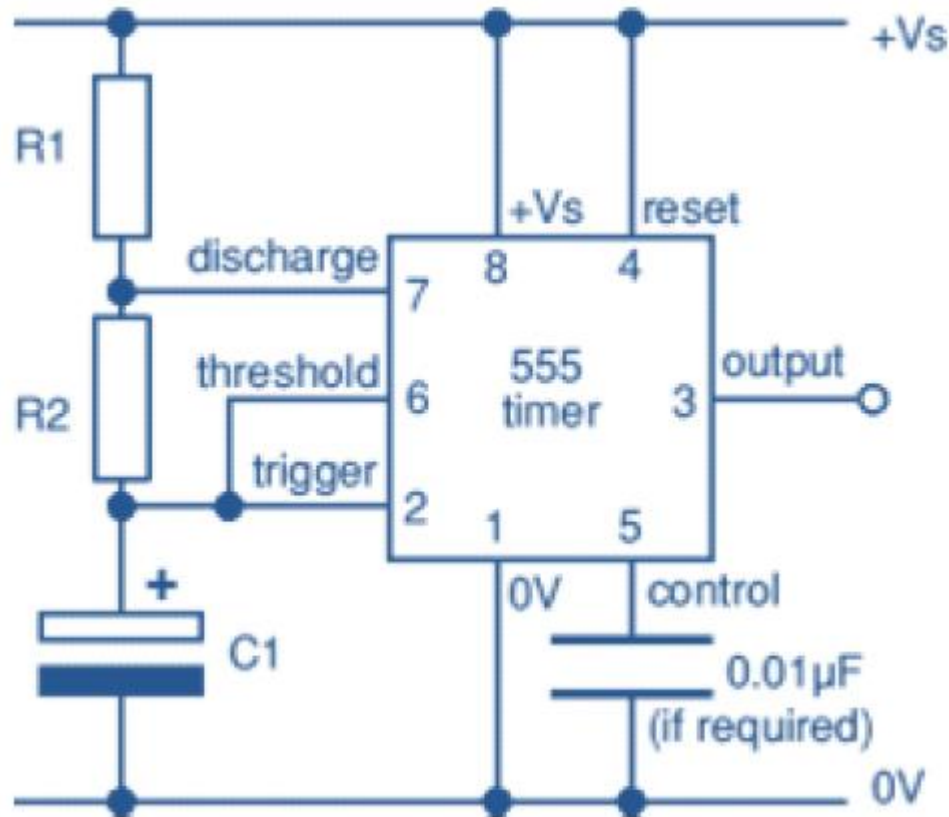 +Vs
R1
+Vs
reset
discharge
8
4
7
threshold
555
timer
output
6
3
R2
trigger
2
1
5
+
0V
control
C1
0.01µF
(if required)
0V